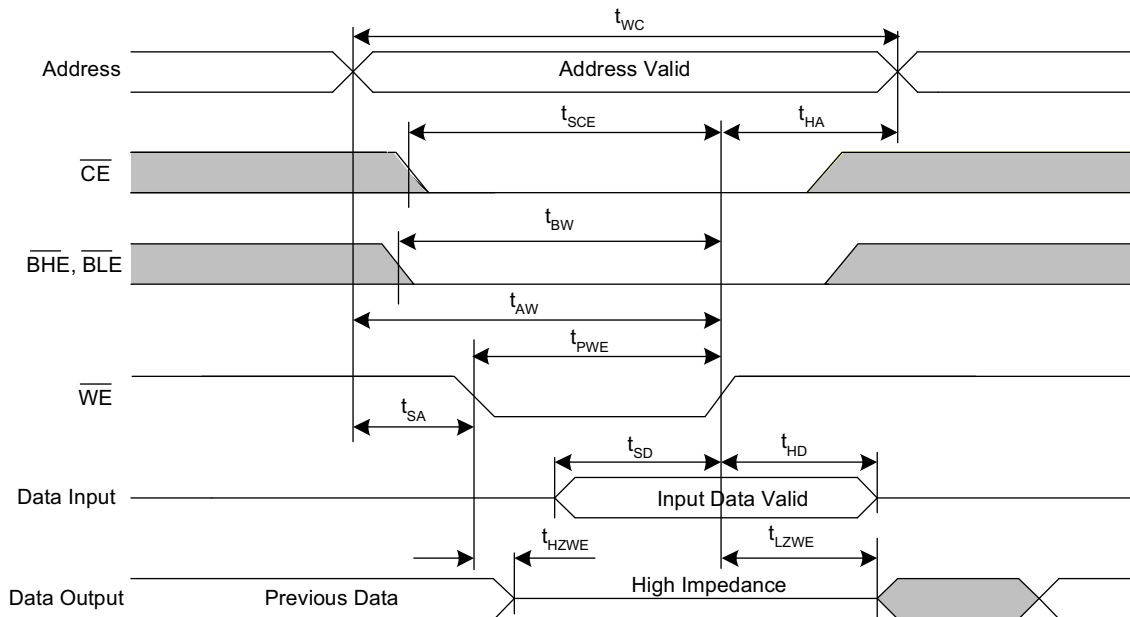 tWC
Address
Address Valid
tSCE
tHA
CE
tBW
BHE, BLE
tAW
tPWE
WE
tSA
tSD
tHD
Data Input
Input Data Valid
tHZWE
tLZWE
Data Output
Previous Data
High Impedance